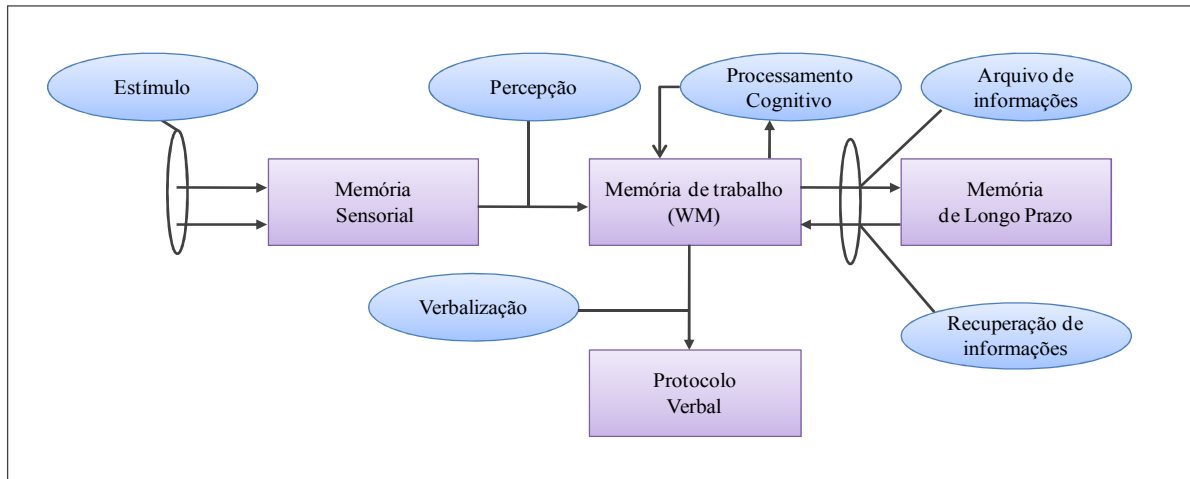 Estímulo
Percepção
Processamento
Cognitivo
Arquivo de
informações
Memória
Sensorial
Memória de trabalho
(WM)
Memória
de Longo Prazo
Verbalização
Recuperação de
informações
Protocolo
Verbal